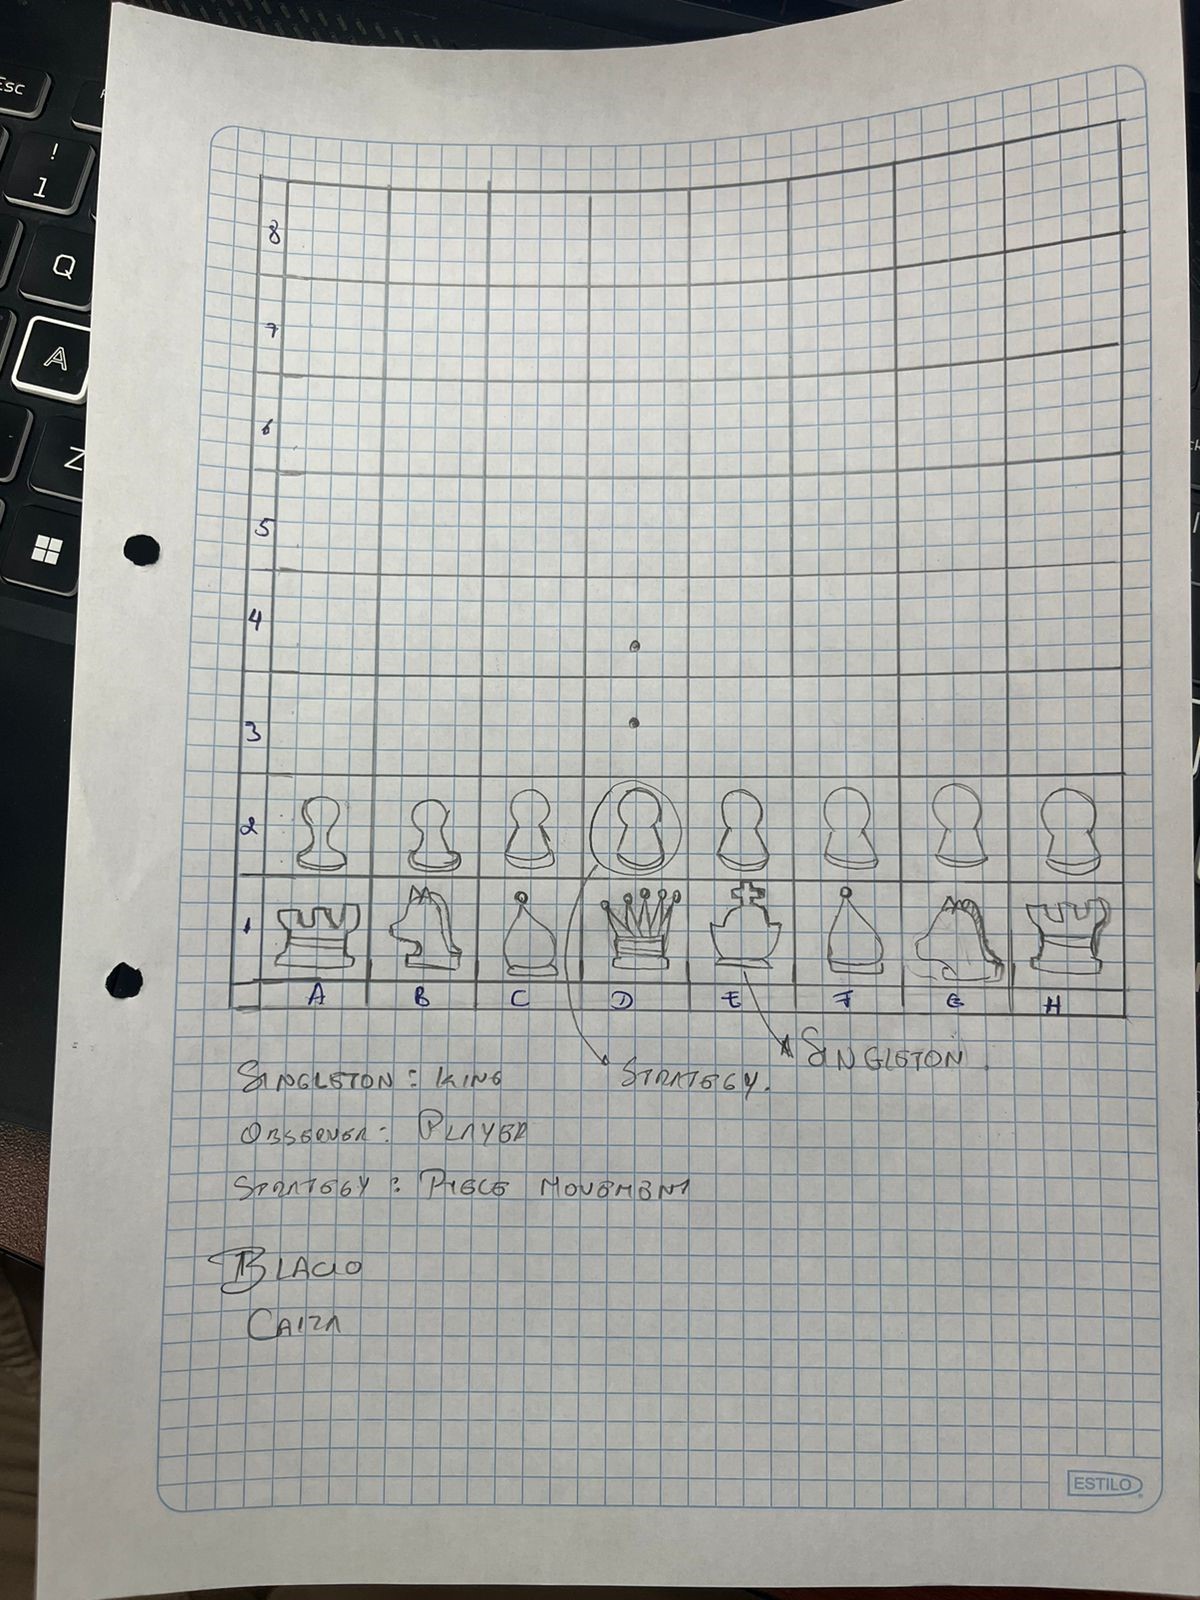 Esc
!
1
Q
A
Z
8
7
6
5
4
3
2
1
A B C D E F G H
SINGLETON.
SINGLETON: KING
STRATEGY.
OBSERVER: PLAYER
STRATEGY: PIECE MOVEMENT
BLACIO
CAIZA
ESTILO